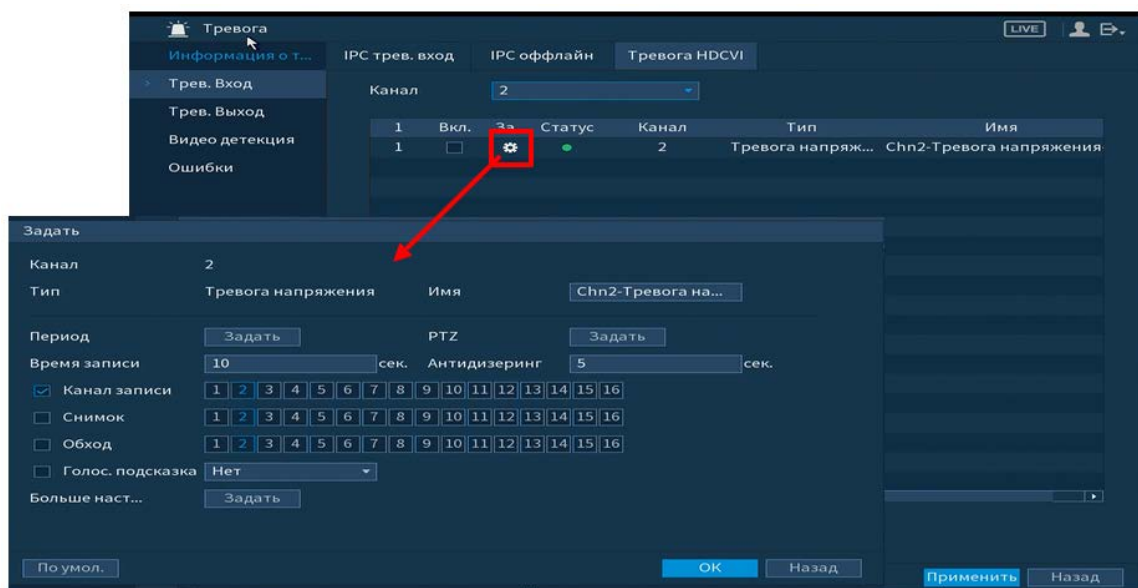 Тревога LIVE
Информация о т... IPC трев. вход IPC оффлайн Тревога HDCVI
Трев. Вход
Канал 2
Трев. Выход
Видео детекция
Ошибки
1 Вкл. За... Статус Канал Тип Имя
1 2 Тревога напряж... Chn2-Тревога напряжения
Задать
Канал 2
Тип Тревога напряжения Имя Chn2-Тревога на...
Период Задать PTZ Задать
Время записи 10 сек. Антидизеринг 5 сек.
Канал записи 1 2 3 4 5 6 7 8 9 10 11 12 13 14 15 16
Снимок 1 2 3 4 5 6 7 8 9 10 11 12 13 14 15 16
Обход 1 2 3 4 5 6 7 8 9 10 11 12 13 14 15 16
Голос. подсказка Нет
Больше наст... Задать
По умол. OK Назад
Применить Назад